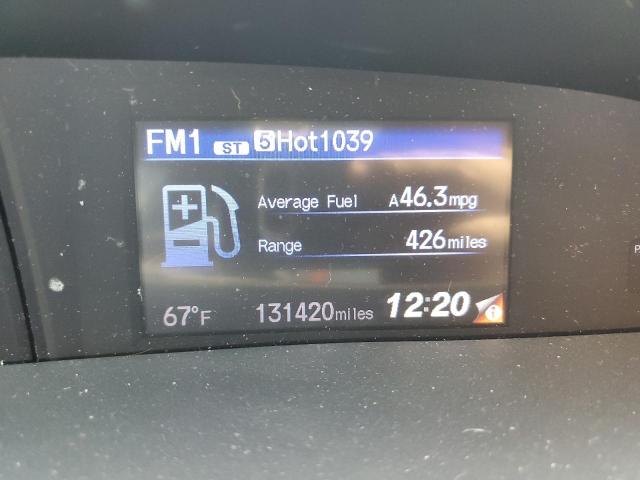 FM1 ST 5 Hot1039
Average Fuel A46.3mpg
Range 426miles
67°F 131420miles 12:20 i